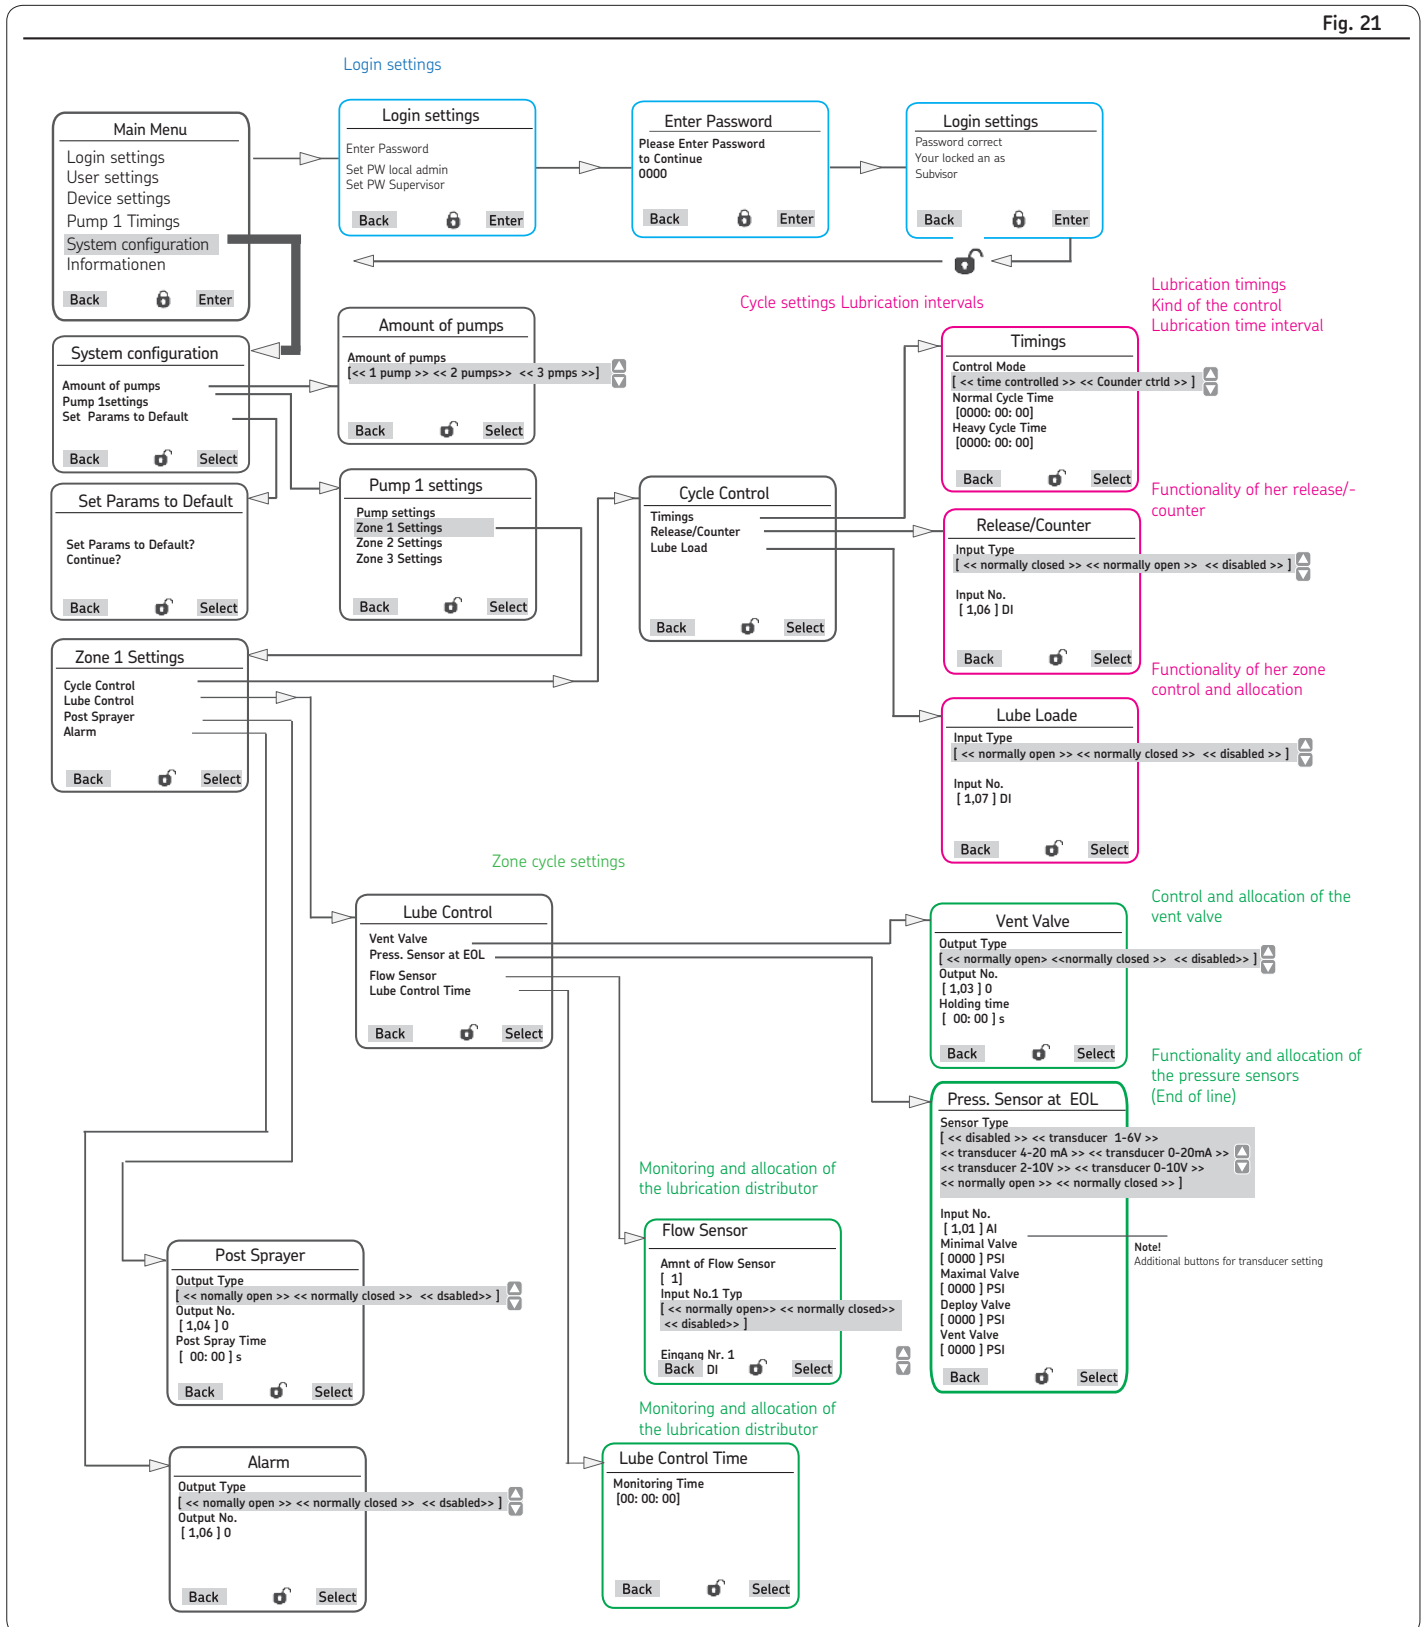 Fig. 21
Login settings
Main Menu
Login settings
User settings
Device settings
Pump 1 Timings
System configuration
Informationen
Back Enter
Login settings
Enter Password
Set PW local admin
Set PW Supervisor
Back Enter
Enter Password
Please Enter Password
to Continue
0000
Back Enter
Login settings
Password correct
Your locked an as
Subvisor
Back Enter
Cycle settings Lubrication intervals
Lubrication timings
Kind of the control
Lubrication time interval
System configuration
Amount of pumps
Pump 1settings
Set Params to Default
Back Select
Amount of pumps
Amount of pumps
[<< 1 pump >> << 2 pumps>> << 3 pmps >>]
Back Select
Timings
Control Mode
[ << time controlled >> << Counder ctrld >> ]
Normal Cycle Time
[0000: 00: 00]
Heavy Cycle Time
[0000: 00: 00]
Back Select
Set Params to Default
Set Params to Default?
Continue?
Back Select
Pump 1 settings
Pump settings
Zone 1 Settings
Zone 2 Settings
Zone 3 Settings
Back Select
Cycle Control
Timings
Release/Counter
Lube Load
Back Select
Functionality of her release/-
counter
Release/Counter
Input Type
[ << normally closed >> << normally open >> << disabled >> ]
Input No.
[ 1,06 ] DI
Back Select
Zone 1 Settings
Cycle Control
Lube Control
Post Sprayer
Alarm
Back Select
Functionality of her zone
control and allocation
Lube Loade
Input Type
[ << normally open >> << normally closed >> << disabled >> ]
Input No.
[ 1,07 ] DI
Back Select
Zone cycle settings
Lube Control
Vent Valve
Press. Sensor at EOL
Flow Sensor
Lube Control Time
Back Select
Control and allocation of the
vent valve
Vent Valve
Output Type
[ << normally open> <<normally closed >> << disabled>> ]
Output No.
[ 1,03 ] 0
Holding time
[ 00: 00 ] s
Back Select
Functionality and allocation of
the pressure sensors
(End of line)
Press. Sensor at EOL
Sensor Type
[ << disabled >> << transducer 1-6V >>
<< transducer 4-20 mA >> << transducer 0-20mA >>
<< transducer 2-10V >> << transducer 0-10V >>
<< normally open >> << normally closed >> ]
Input No.
[ 1,01 ] AI
Minimal Valve
[ 0000 ] PSI
Maximal Valve
[ 0000 ] PSI
Deploy Valve
[ 0000 ] PSI
Vent Valve
[ 0000 ] PSI
Back Select
Note!
Additional buttons for transducer setting
Monitoring and allocation of
the lubrication distributor
Flow Sensor
Amnt of Flow Sensor
[ 1]
Input No.1 Typ
[ << normally open>> << normally closed>>
<< disabled>> ]
Eingang Nr. 1
Back DI Select
Post Sprayer
Output Type
[ << nomally open >> << normally closed >> << dsabled>> ]
Output No.
[ 1,04 ] 0
Post Spray Time
[ 00: 00 ] s
Back Select
Monitoring and allocation of
the lubrication distributor
Lube Control Time
Monitoring Time
[00: 00: 00]
Back Select
Alarm
Output Type
[ << nomally open >> << normally closed >> << dsabled>> ]
Output No.
[ 1,06 ] 0
Back Select